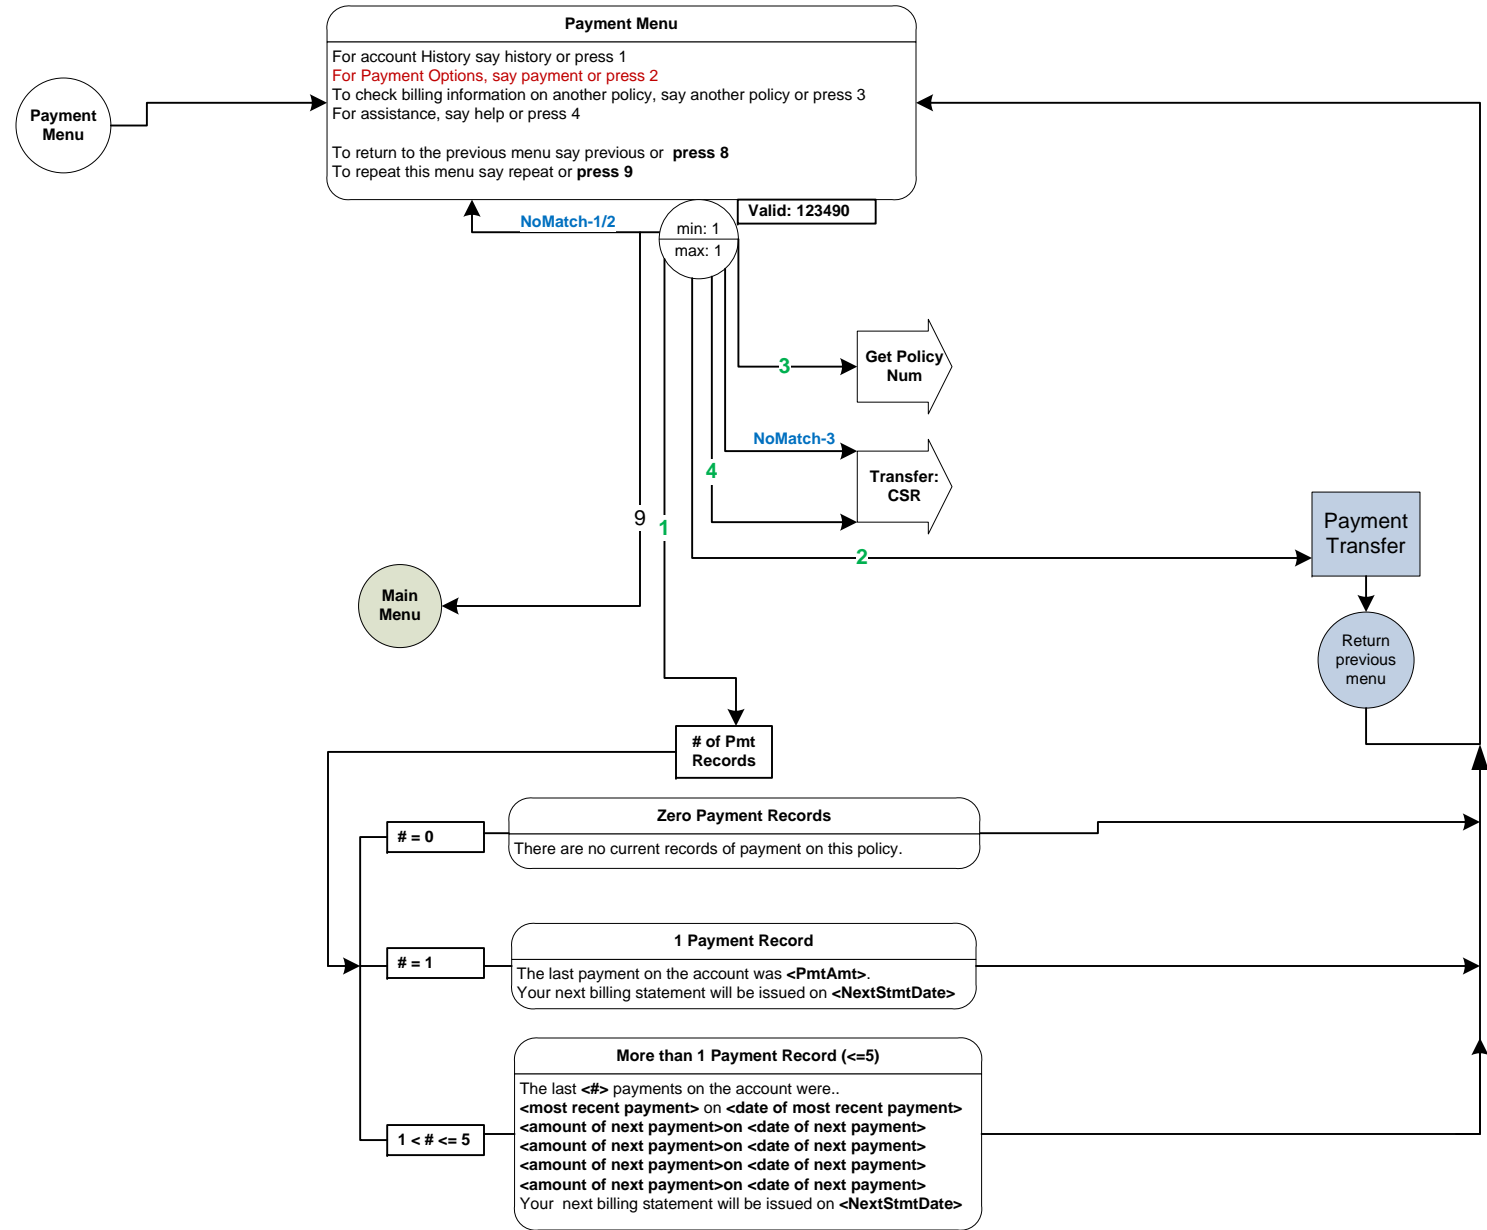 Payment Menu
For account History say history or press 1
For Payment Options, say payment or press 2
To check billing information on another policy, say another policy or press 3
For assistance, say help or press 4
To return to the previous menu say previous or  press 8
To repeat this menu say repeat or press 9
Payment
Menu
Valid: 123490
NoMatch-1/2
min: 1
max: 1
3
Get Policy
Num
NoMatch-3
4
Transfer:
CSR
9
1
2
Payment
Transfer
Main
Menu
Return
previous
menu
# of Pmt
Records
# = 0
Zero Payment Records
There are no current records of payment on this policy.
# = 1
1 Payment Record
The last payment on the account was <PmtAmt>.
Your next billing statement will be issued on <NextStmtDate>
1 < # <= 5
More than 1 Payment Record (<=5)
The last <#> payments on the account were..
<most recent payment> on <date of most recent payment>
<amount of next payment>on <date of next payment>
<amount of next payment>on <date of next payment>
<amount of next payment>on <date of next payment>
<amount of next payment>on <date of next payment>
Your  next billing statement will be issued on <NextStmtDate>